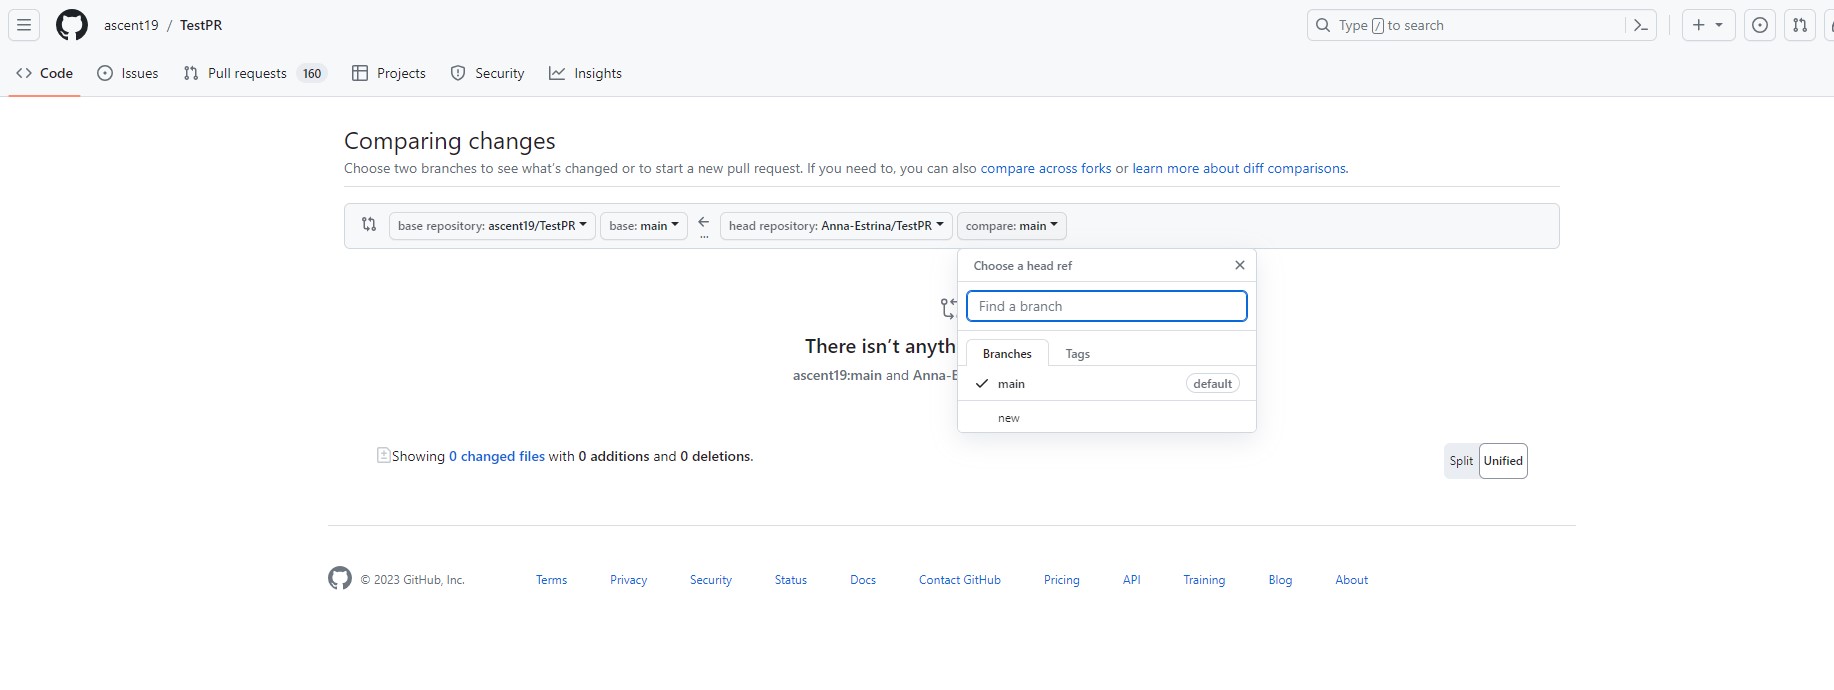 ascent19 / TestPR
Type / to search
Code Issues Pull requests 160 Projects Security Insights
Comparing changes
Choose two branches to see what's changed or to start a new pull request. If you need to, you can also compare across forks or learn more about diff comparisons.
base repository: ascent19/TestPR base: main ... head repository: Anna-Estrina/TestPR compare: main
Choose a head ref
Find a branch
Branches Tags
There isn't anyth
ascent19:main and Anna-E
main default
new
Showing 0 changed files with 0 additions and 0 deletions.
Split Unified
© 2023 GitHub, Inc. Terms Privacy Security Status Docs Contact GitHub Pricing API Training Blog About